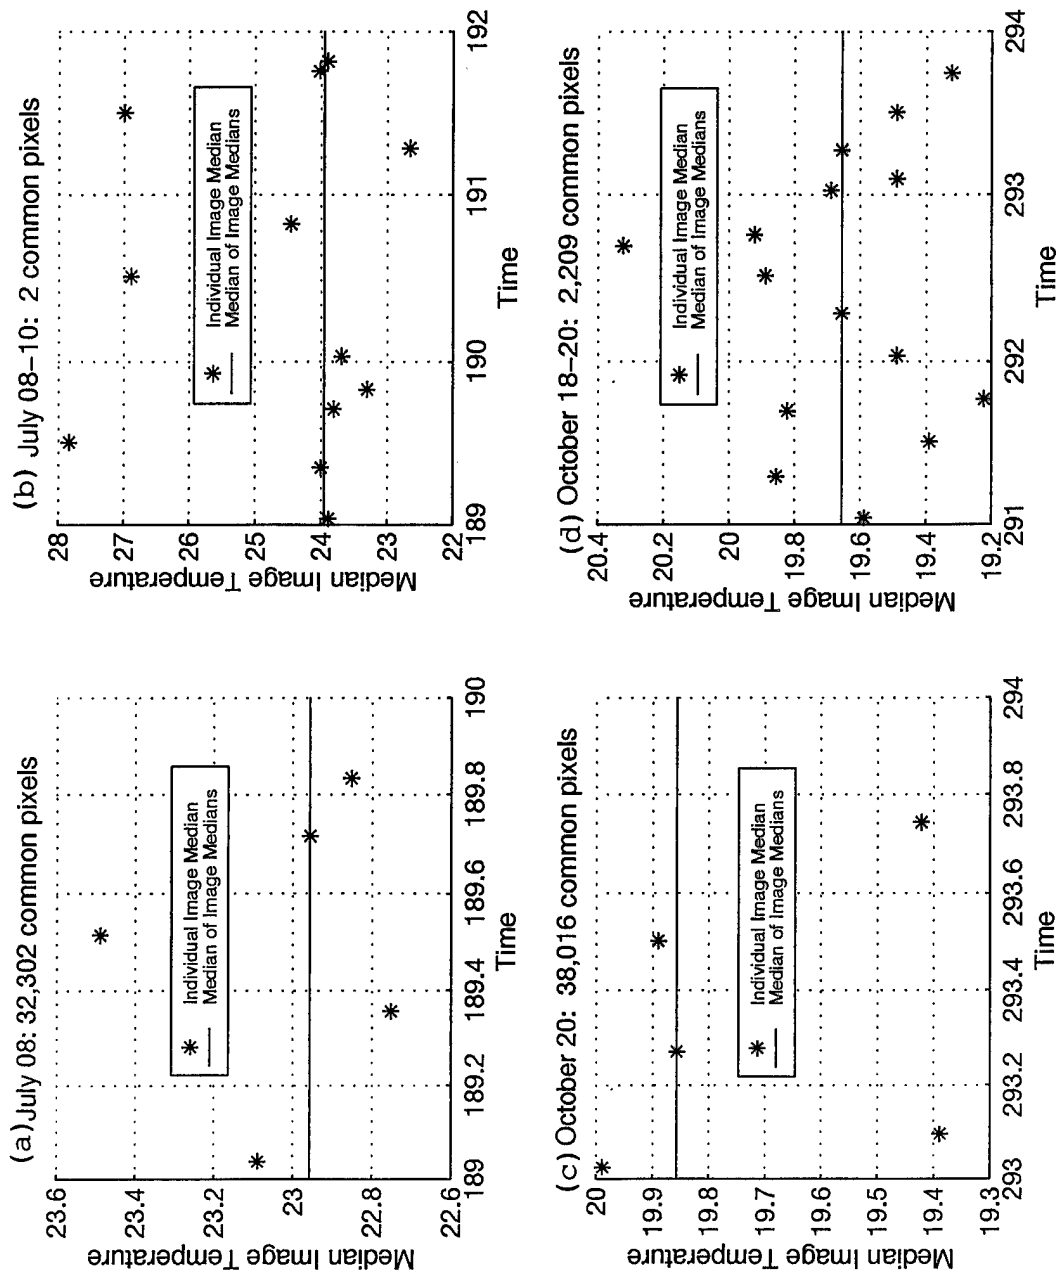 (a) July 08: 32,302 common pixels
Median Image Temperature
23.6
23.4
23.2
23
22.8
22.6
Individual Image Median
Median of Image Medians
189
189.2
189.4
189.6
189.8
190
Time
(b) July 08–10: 2 common pixels
Median Image Temperature
28
27
26
25
24
23
22
Individual Image Median
Median of Image Medians
189
190
191
192
Time
(c) October 20: 38,016 common pixels
Median Image Temperature
20
19.9
19.8
19.7
19.6
19.5
19.4
19.3
Individual Image Median
Median of Image Medians
293
293.2
293.4
293.6
293.8
294
Time
(d) October 18–20: 2,209 common pixels
Median Image Temperature
20.4
20.2
20
19.8
19.6
19.4
19.2
Individual Image Median
Median of Image Medians
291
292
293
294
Time